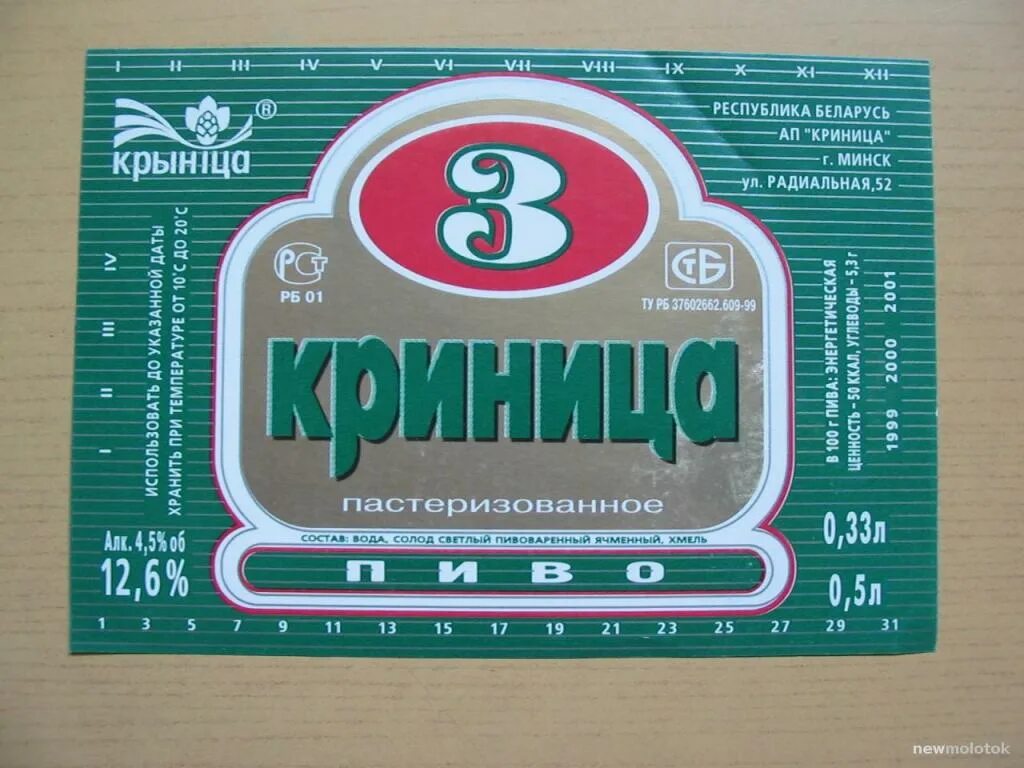 I II III IV V VI VII VIII IX X XI XII
крынiца ®
РЕСПУБЛИКА БЕЛАРУСЬ
АП "КРИНИЦА"
г. МИНСК
ул. РАДИАЛЬНАЯ,52
3
РСТ
РБ 01
СТБ
ТУ РБ 37602662.609-99
I II III IV
ИСПОЛЬЗОВАТЬ ДО УКАЗАННОЙ ДАТЫ
ХРАНИТЬ ПРИ ТЕМПЕРАТУРЕ ОТ 10°С ДО 20°С
криница
пастеризованное
В 100 г ПИВА: ЭНЕРГЕТИЧЕСКАЯ
ЦЕННОСТЬ – 50 ККАЛ, УГЛЕВОДЫ – 5,3 г
1999 2000 2001
Алк. 4,5% об
12,6%
СОСТАВ: ВОДА, СОЛОД СВЕТЛЫЙ ПИВОВАРЕННЫЙ ЯЧМЕННЫЙ, ХМЕЛЬ
ПИВО
0,33л
0,5л
1 3 5 7 9 11 13 15 17 19 21 23 25 27 29 31
newmolotok